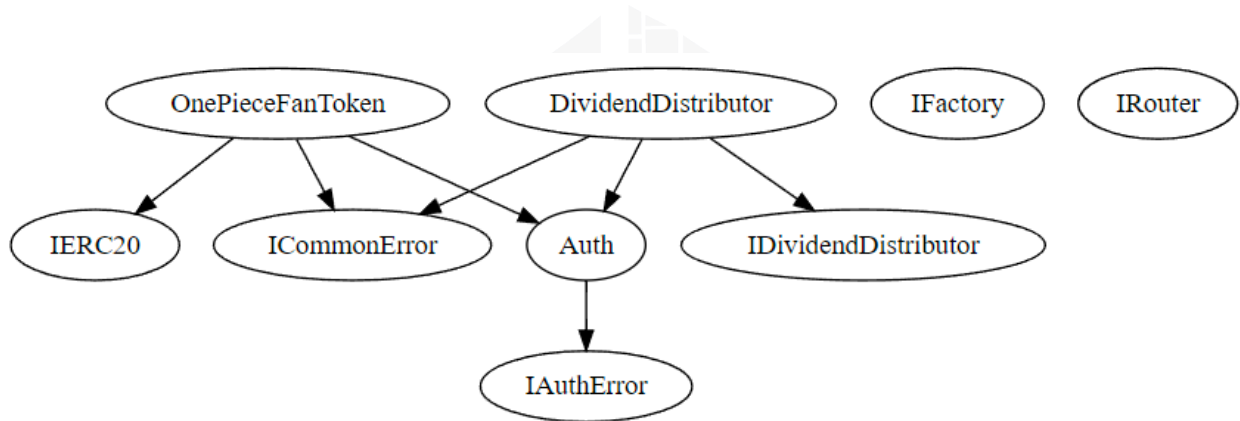 OnePieceFanToken DividendDistributor IFactory IRouter
IERC20 ICommonError Auth IDividendDistributor
IAuthError